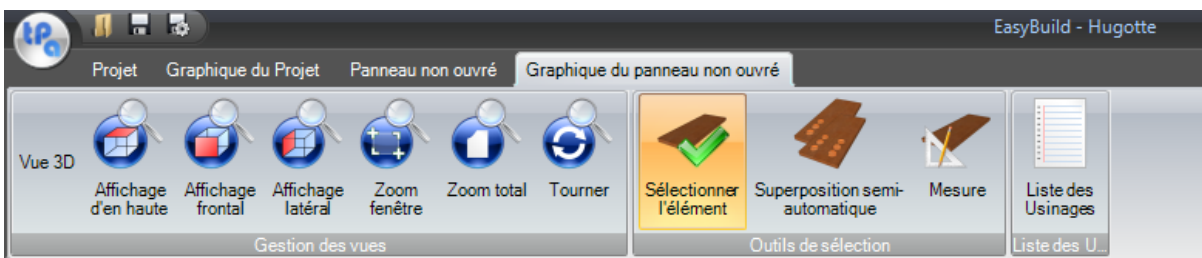 tpa
EasyBuild - Hugotte
Projet
Graphique du Projet
Panneau non ouvré
Graphique du panneau non ouvré
Vue 3D
Affichage
d'en haute
Affichage
frontal
Affichage
latéral
Zoom
fenêtre
Zoom total
Tourner
Sélectionner
l'élément
Superposition semi-
automatique
Mesure
Liste des
Usinages
Gestion des vues
Outils de sélection
Liste des U...